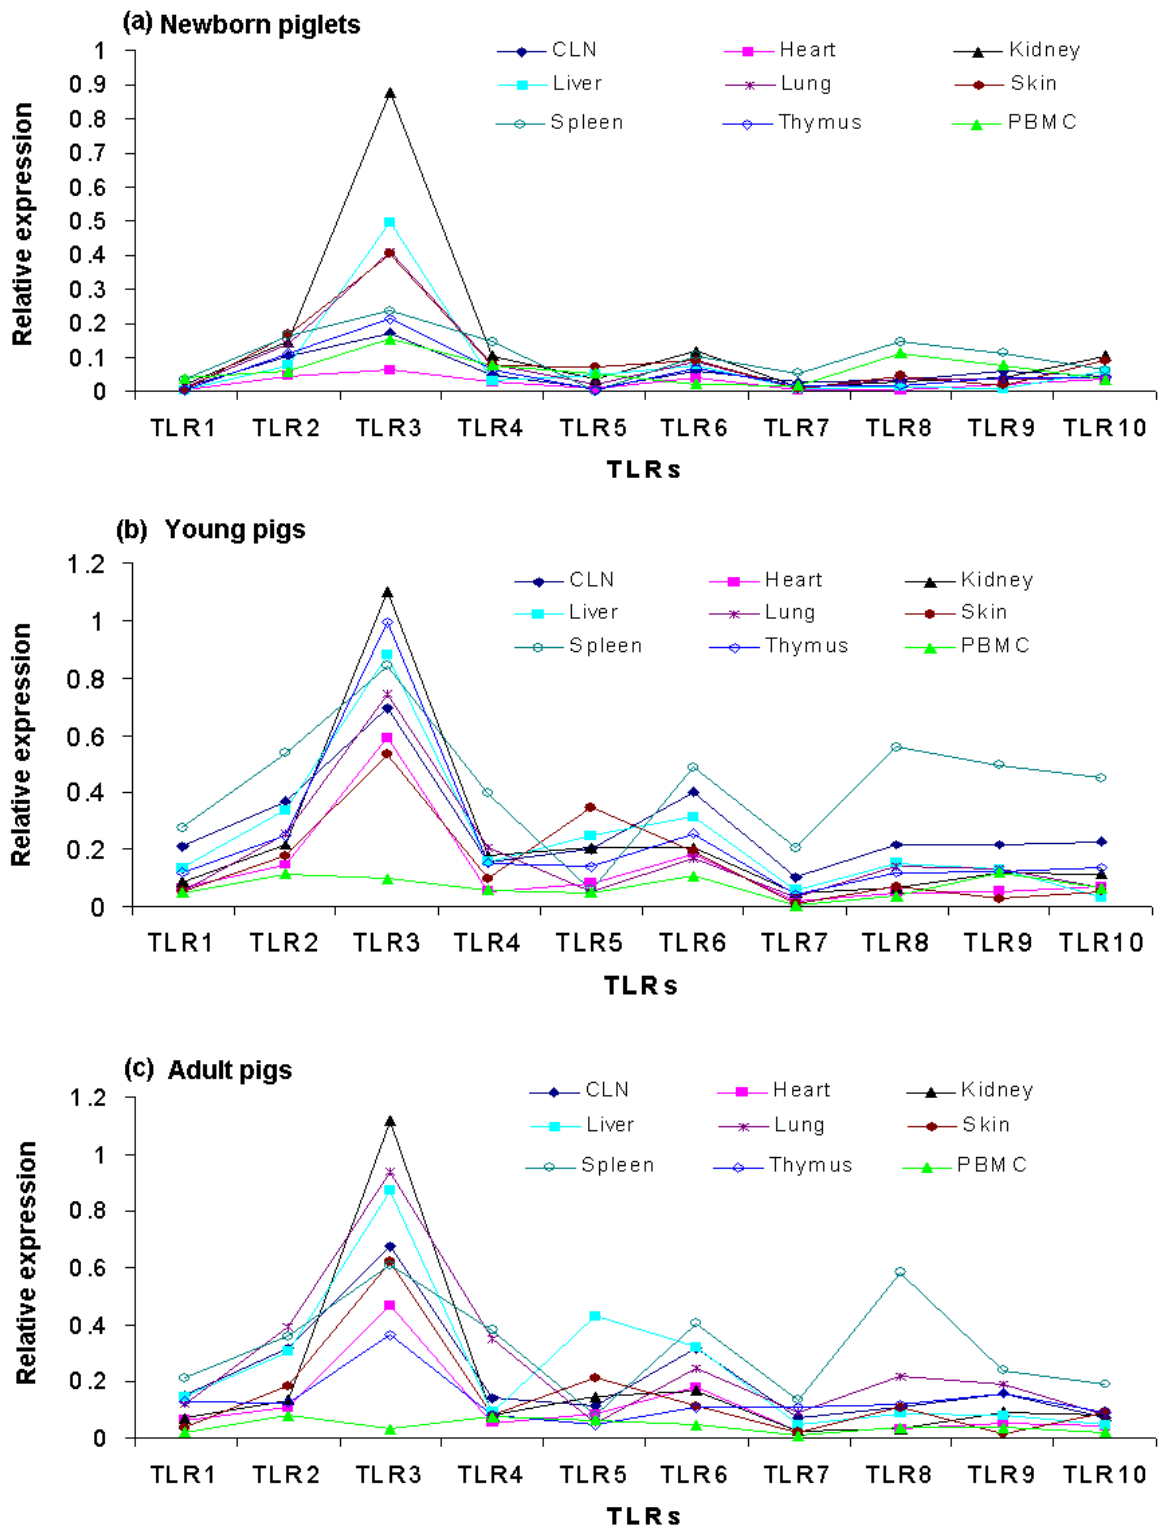 (a) Newborn piglets
CLN Heart Kidney
Liver Lung Skin
Spleen Thymus PBMC
Relative expression
1
0.9
0.8
0.7
0.6
0.5
0.4
0.3
0.2
0.1
0
TLR1 TLR2 TLR3 TLR4 TLR5 TLR6 TLR7 TLR8 TLR9 TLR10
TLRs
(b) Young pigs
CLN Heart Kidney
Liver Lung Skin
Spleen Thymus PBMC
Relative expression
1.2
1
0.8
0.6
0.4
0.2
0
TLR1 TLR2 TLR3 TLR4 TLR5 TLR6 TLR7 TLR8 TLR9 TLR10
TLRs
(c) Adult pigs
CLN Heart Kidney
Liver Lung Skin
Spleen Thymus PBMC
Relative expression
1.2
1
0.8
0.6
0.4
0.2
0
TLR1 TLR2 TLR3 TLR4 TLR5 TLR6 TLR7 TLR8 TLR9 TLR10
TLRs